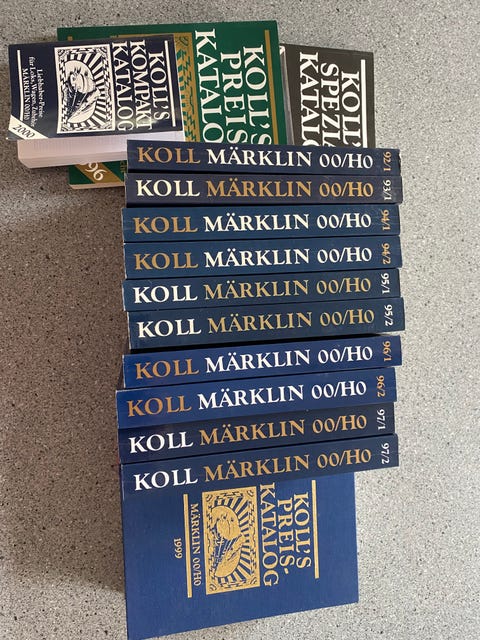 KOLL'S
KOMPAKT
KATALOG
Liebhaber-Preise
für Loks, Wagen, Zubehör
MÄRKLIN 00/H0
2000
KOLL'S
PREIS-
KATALOG
96
KOLL'S
SPEZIAL
KATALOG
KOLL MÄRKLIN 00/H0 92/1
KOLL MÄRKLIN 00/H0 93/1
KOLL MÄRKLIN 00/H0 94/1
KOLL MÄRKLIN 00/H0 94/2
KOLL MÄRKLIN 00/H0 95/1
KOLL MÄRKLIN 00/H0 95/2
KOLL MÄRKLIN 00/H0 96/1
KOLL MÄRKLIN 00/H0 96/2
KOLL MÄRKLIN 00/H0 97/1
KOLL MÄRKLIN 00/H0 97/2
KOLL'S
PREIS-
KATALOG
MÄRKLIN 00/H0
1999